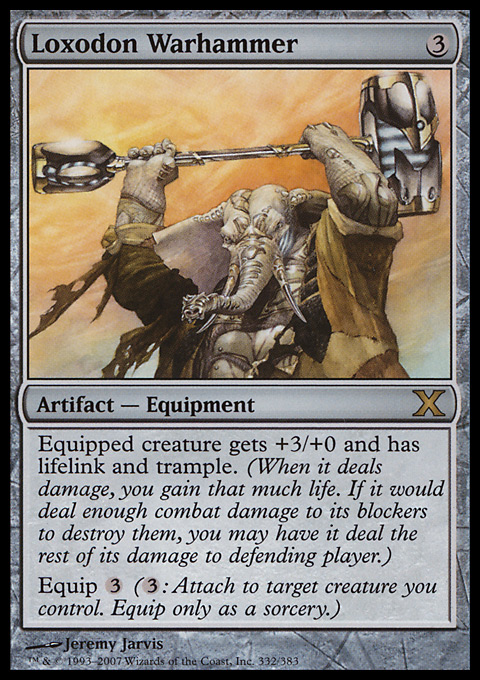 Loxodon Warhammer 3
Artifact — Equipment X
Equipped creature gets +3/+0 and has
lifelink and trample. (When it deals
damage, you gain that much life. If it would
deal enough combat damage to its blockers
to destroy them, you may have it deal the
rest of its damage to defending player.)
Equip 3 (3: Attach to target creature you
control. Equip only as a sorcery.)
Jeremy Jarvis
™ & © 1993–2007 Wizards of the Coast, Inc. 332/383